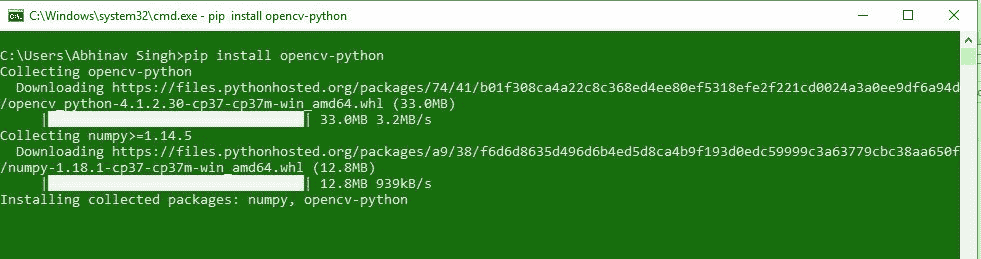 C:\Windows\system32\cmd.exe - pip  install opencv-python
C:\Users\Abhinav Singh>pip install opencv-python
Collecting opencv-python
  Downloading https://files.pythonhosted.org/packages/74/41/b01f308ca4a22c8c368ed4ee80ef5318efe2f221cd0024a3a0ee9df6a94d
/opencv_python-4.1.2.30-cp37-cp37m-win_amd64.whl (33.0MB)
     |████████████████████████████████| 33.0MB 3.2MB/s
Collecting numpy>=1.14.5
  Downloading https://files.pythonhosted.org/packages/a9/38/f6d6d8635d496d6b4ed5d8ca4b9f193d0edc59999c3a63779cbc38aa650f
/numpy-1.18.1-cp37-cp37m-win_amd64.whl (12.8MB)
     |████████████████████████████████| 12.8MB 939kB/s
Installing collected packages: numpy, opencv-python